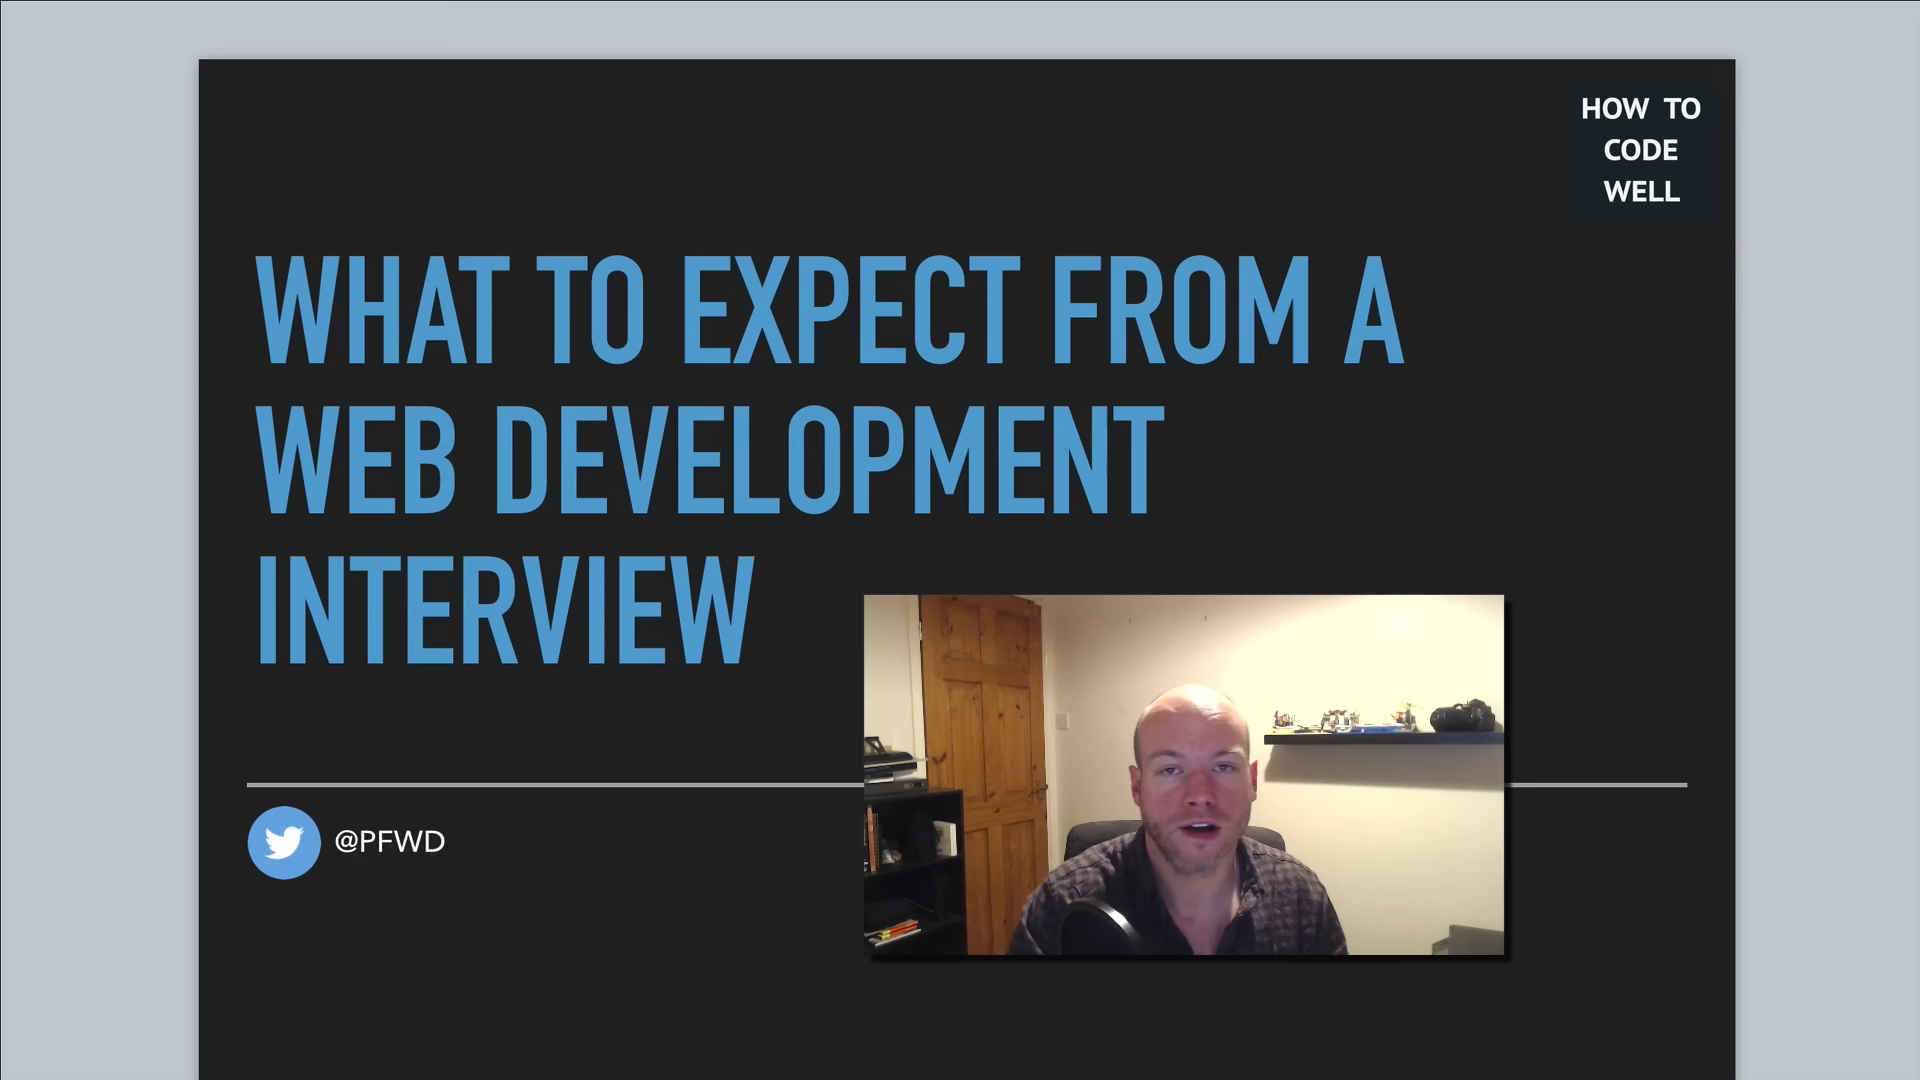 HOW TO
CODE
WELL
WHAT TO EXPECT FROM A
WEB DEVELOPMENT
INTERVIEW
@PFWD